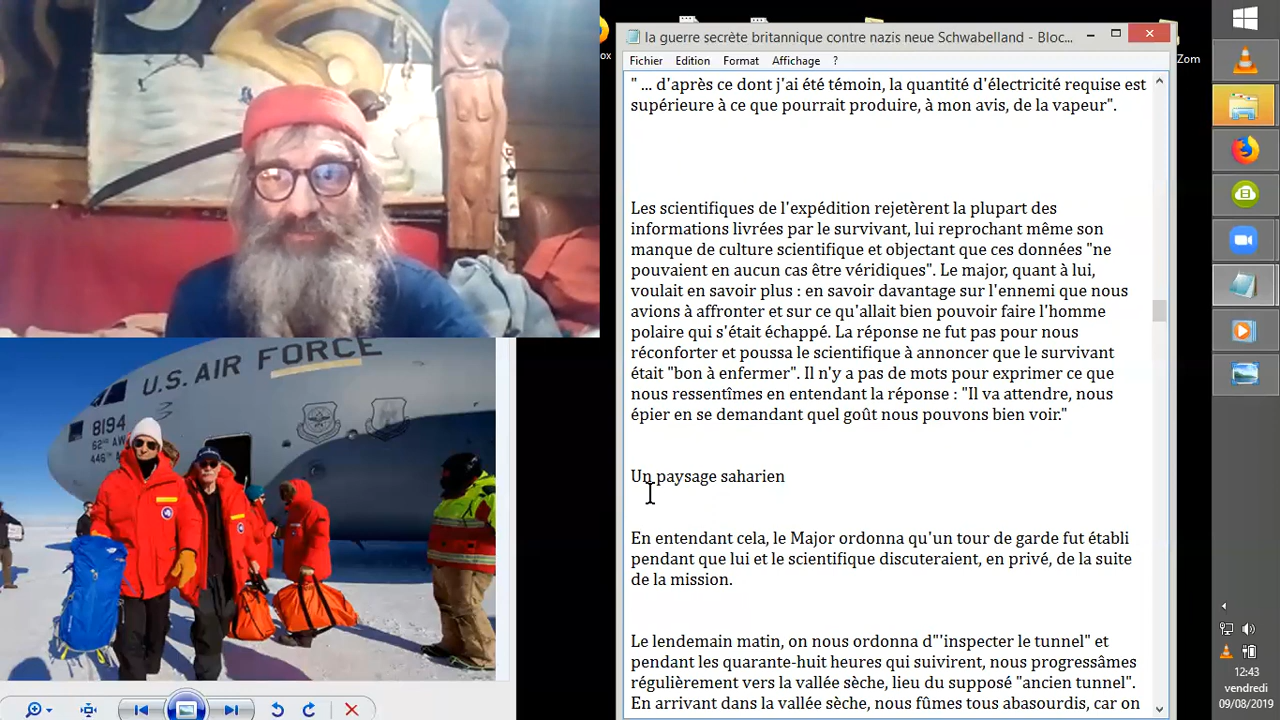 la guerre secrète britannique contre nazis neue Schwabelland - Bloc...
Fichier Edition Format Affichage ?
" ... d'après ce dont j'ai été témoin, la quantité d'électricité requise est
supérieure à ce que pourrait produire, à mon avis, de la vapeur".
Les scientifiques de l'expédition rejetèrent la plupart des
informations livrées par le survivant, lui reprochant même son
manque de culture scientifique et objectant que ces données "ne
pouvaient en aucun cas être véridiques". Le major, quant à lui,
voulait en savoir plus : en savoir davantage sur l'ennemi que nous
avions à affronter et sur ce qu'allait bien pouvoir faire l'homme
polaire qui s'était échappé. La réponse ne fut pas pour nous
réconforter et poussa le scientifique à annoncer que le survivant
était "bon à enfermer". Il n'y a pas de mots pour exprimer ce que
nous ressentîmes en entendant la réponse : "Il va attendre, nous
épier en se demandant quel goût nous pouvons bien voir."
Un paysage saharien
En entendant cela, le Major ordonna qu'un tour de garde fut établi
pendant que lui et le scientifique discuteraient, en privé, de la suite
de la mission.
Le lendemain matin, on nous ordonna d"'inspecter le tunnel" et
pendant les quarante-huit heures qui suivirent, nous progressâmes
régulièrement vers la vallée sèche, lieu du supposé "ancien tunnel".
En arrivant dans la vallée sèche, nous fûmes tous abasourdis, car on
U.S. AIR FORCE
8194
62ND AW
446
Zom
12:43
vendredi
09/08/2019